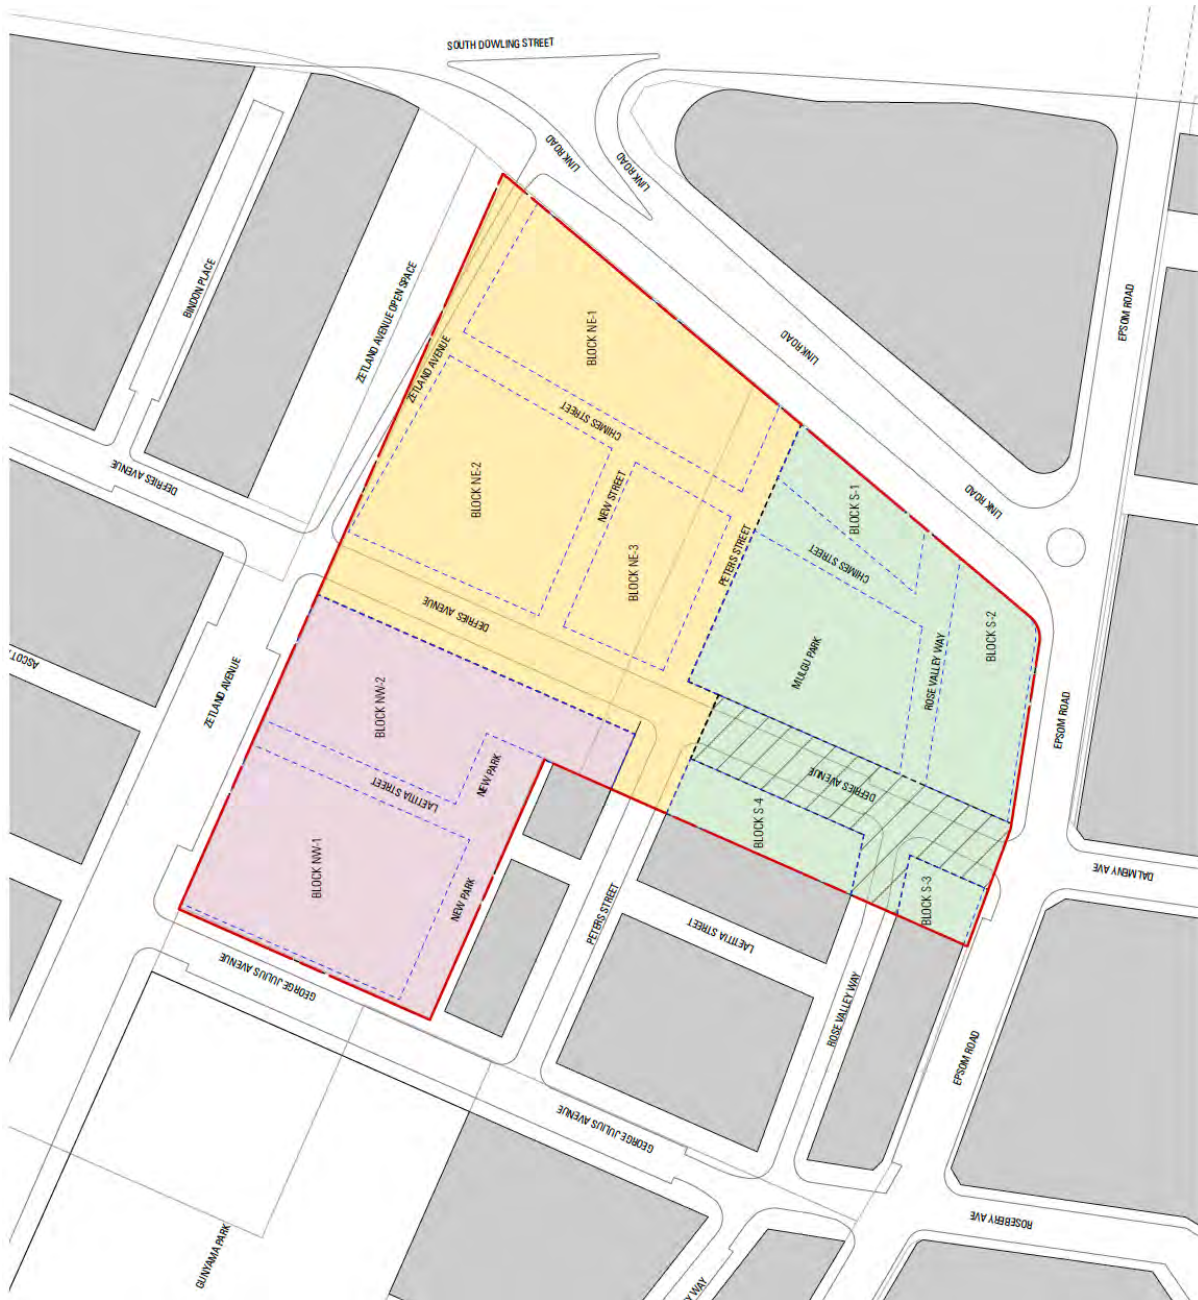 SOUTH DOWLING STREET
LINK ROAD
LINK ROAD
BINDON PLACE
ZETLAND AVENUE OPEN SPACE
EPSOM ROAD
BLOCK NE-1
LINK ROAD
ZETLAND AVENUE
CHIMES STREET
DEFRIES AVENUE
BLOCK NE-2
NEW STREET
BLOCK S-1
LINK ROAD
PETERS STREET
CHIMES STREET
BLOCK NE-3
DEFRIES AVENUE
BLOCK S-2
ASCOT
ZETLAND AVENUE
MULGU PARK
ROSE VALLEY WAY
BLOCK NW-2
EPSOM ROAD
NEW PARK
LAETITIA STREET
DEFRIES AVENUE
BLOCK S-4
BLOCK NW-1
DALMENY AVE
NEW PARK
BLOCK S-3
PETERS STREET
LAETITIA STREET
GEORGE JULIUS AVENUE
ROSE VALLEY WAY
EPSOM ROAD
GEORGE JULIUS AVENUE
ROSEBERY AVE
GUNYAMA PARK
WAY